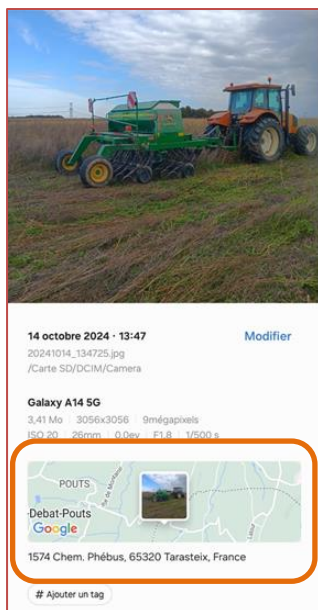 14 octobre 2024 · 13:47 Modifier
20241014_134725.jpg
/Carte SD/DCIM/Camera
Galaxy A14 5G
3,41 Mo 3056x3056 9mégapixels
ISO 20 26mm 0.0ev F1.8 1/500 s
POUTS
Debat-Pouts
Google
1574 Chem. Phébus, 65320 Tarasteix, France
# Ajouter un tag